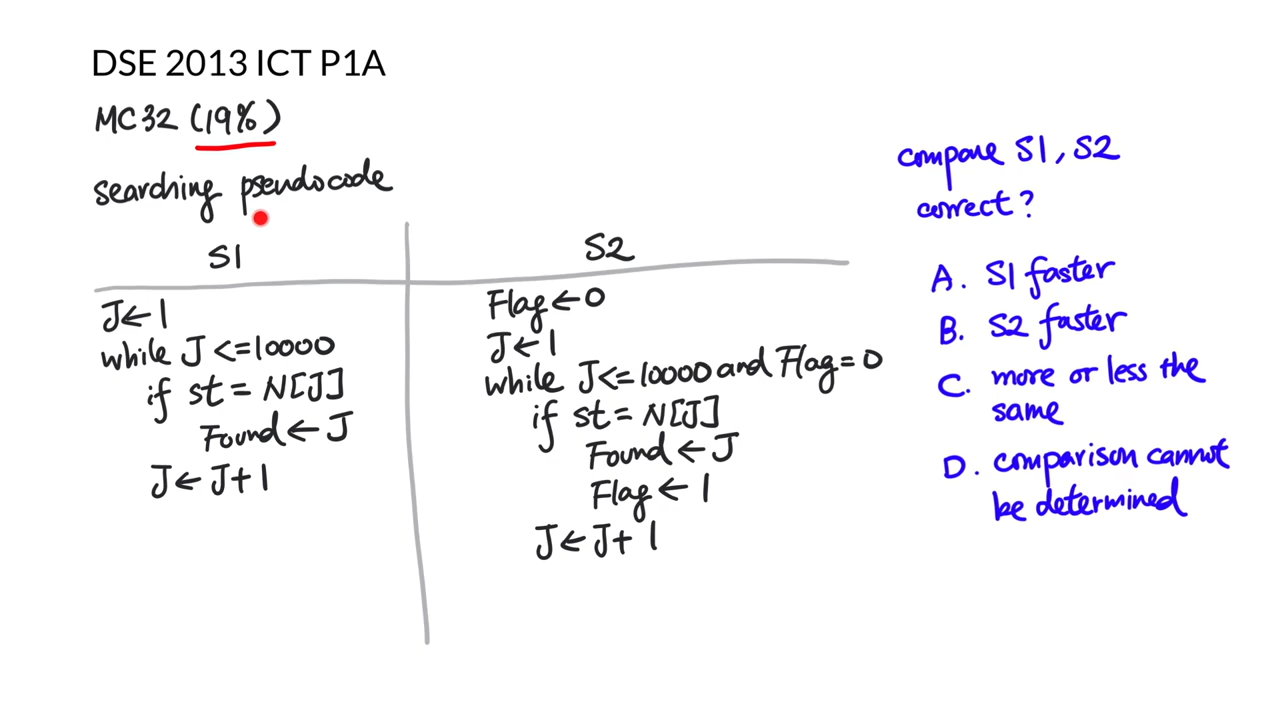 DSE 2013 ICT P1A
MC32 (19%)
searching pseudocode
S1
J←1
while J <=10000
if st = N[J]
Found ← J
J ← J+1
S2
Flag ← 0
J ← 1
while J<=10000 and Flag = 0
if st = N[J]
Found ← J
Flag ← 1
J ← J+ 1
compare S1, S2
correct?
A. S1 faster
B. S2 faster
C. more or less the
same
D. comparison cannot
be determined